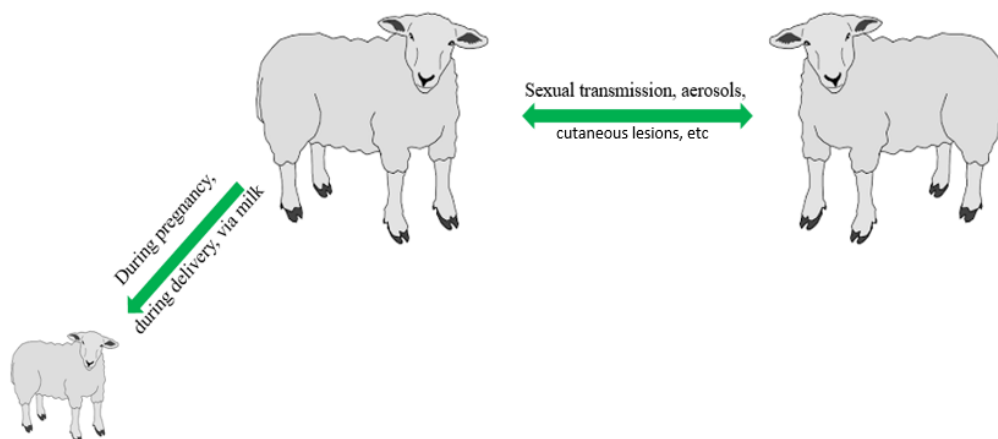 Sexual transmission, aerosols,
cutaneous lesions, etc
During pregnancy,
during delivery, via milk